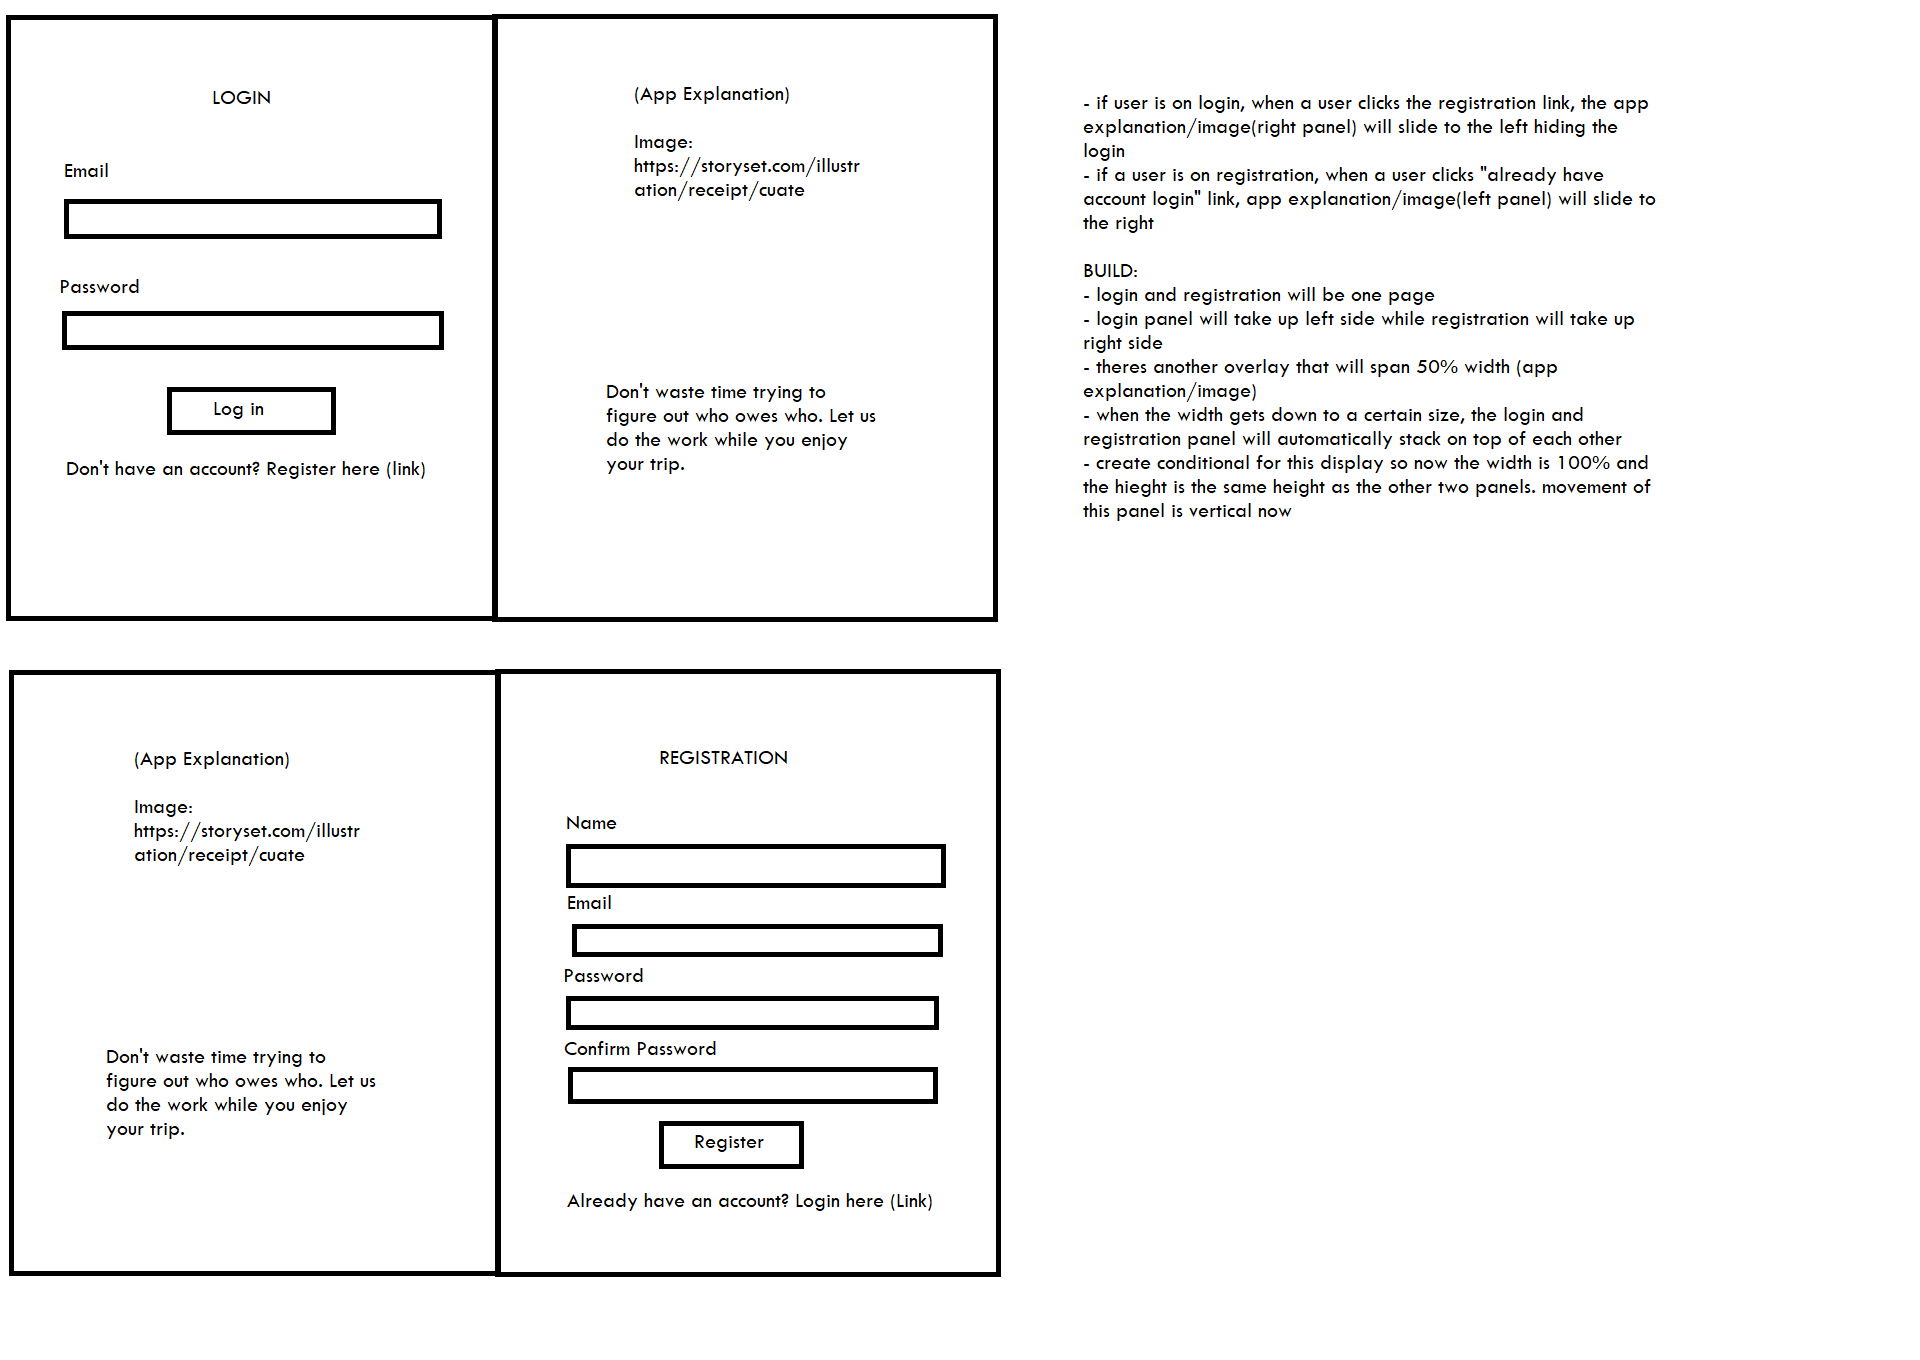 LOGIN
Email
Password
Log in
Don't have an account? Register here (link)
(App Explanation)
Image:
https://storyset.com/illustr
ation/receipt/cuate
Don't waste time trying to
figure out who owes who. Let us
do the work while you enjoy
your trip.
- if user is on login, when a user clicks the registration link, the app
explanation/image(right panel) will slide to the left hiding the
login
- if a user is on registration, when a user clicks "already have
account login" link, app explanation/image(left panel) will slide to
the right
BUILD:
- login and registration will be one page
- login panel will take up left side while registration will take up
right side
- theres another overlay that will span 50% width (app
explanation/image)
- when the width gets down to a certain size, the login and
registration panel will automatically stack on top of each other
- create conditional for this display so now the width is 100% and
the hieght is the same height as the other two panels. movement of
this panel is vertical now
(App Explanation)
Image:
https://storyset.com/illustr
ation/receipt/cuate
Don't waste time trying to
figure out who owes who. Let us
do the work while you enjoy
your trip.
REGISTRATION
Name
Email
Password
Confirm Password
Register
Already have an account? Login here (Link)